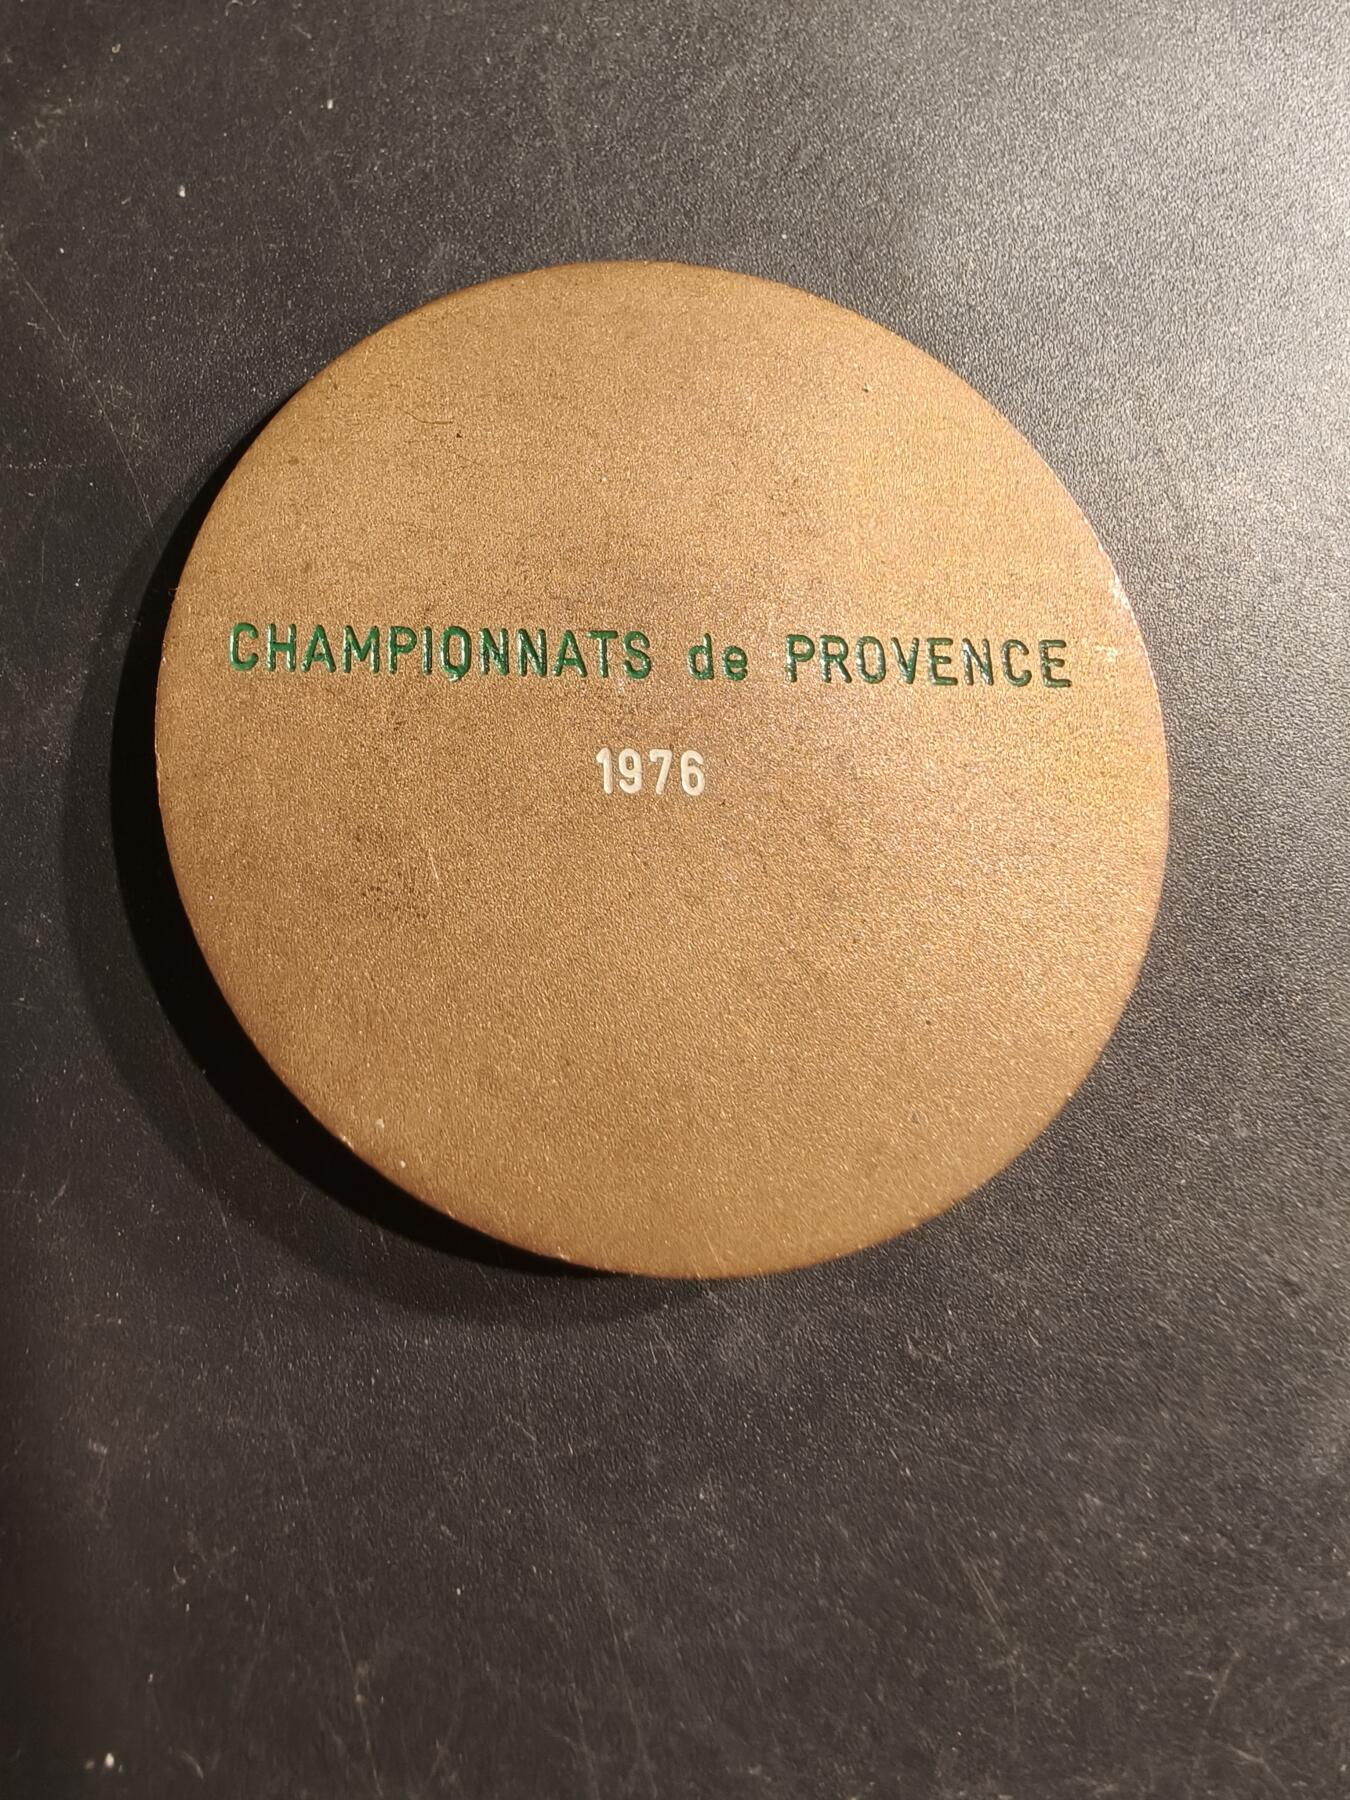 CHAMPIONNATS de PROVENCE
1976